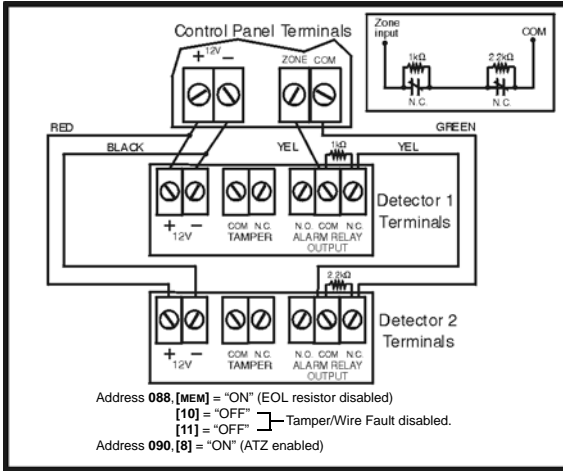 Control Panel Terminals
+ 12V −
ZONE COM
Zone input
COM
1kΩ
2.2kΩ
N.C.
N.C.
RED
BLACK
YEL
1kΩ
YEL
GREEN
Detector 1 Terminals
+ 12V −
COM N.C.
TAMPER
N.O. COM N.C.
ALARM RELAY OUTPUT
2.2kΩ
Detector 2 Terminals
+ 12V −
COM N.C.
TAMPER
N.O. COM N.C.
ALARM RELAY OUTPUT
Address 088, [MEM] = “ON” (EOL resistor disabled)
[10] = “OFF”
[11] = “OFF”
Tamper/Wire Fault disabled.
Address 090, [8] = “ON” (ATZ enabled)